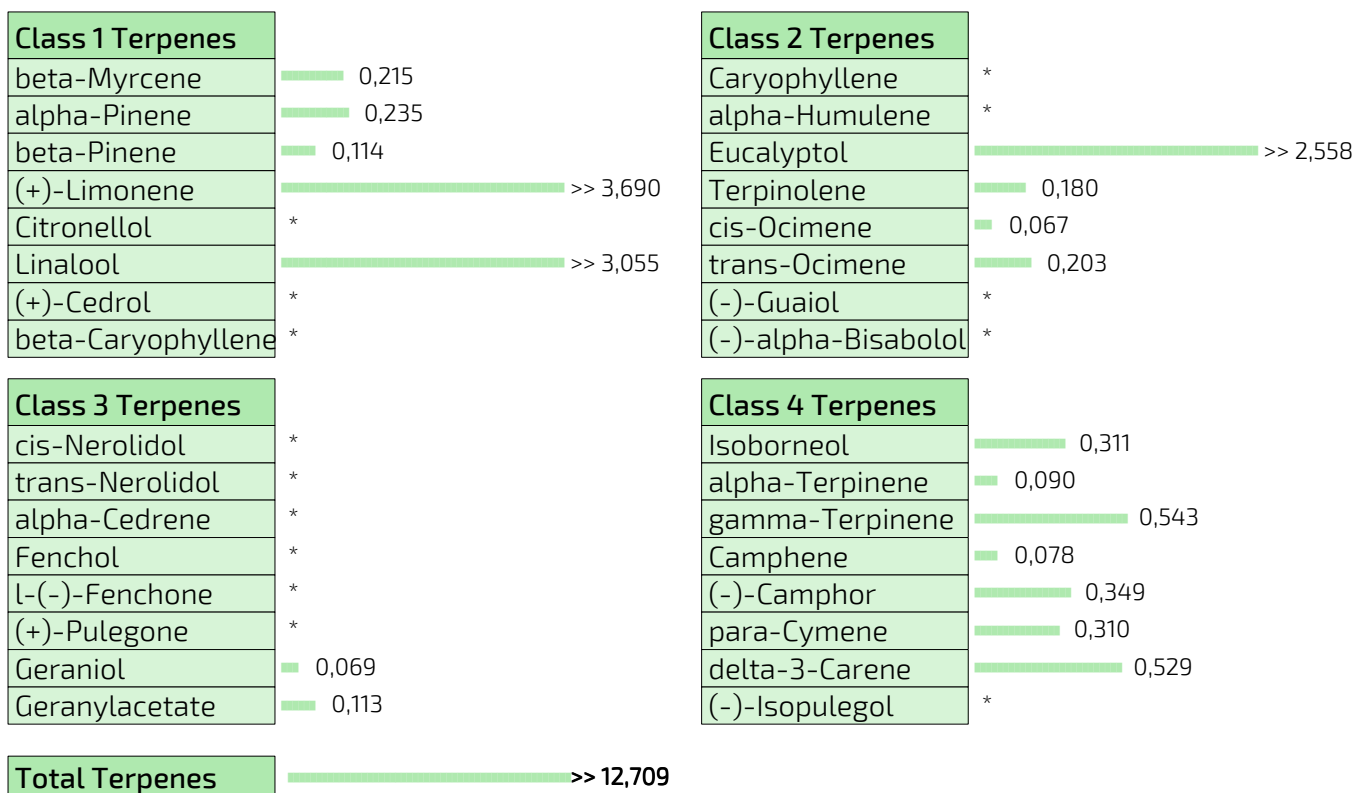 Class 1 Terpenes
beta-Myrcene 0,215
alpha-Pinene 0,235
beta-Pinene 0,114
(+)-Limonene >> 3,690
Citronellol *
Linalool >> 3,055
(+)-Cedrol *
beta-Caryophyllene *
Class 2 Terpenes
Caryophyllene *
alpha-Humulene *
Eucalyptol >> 2,558
Terpinolene 0,180
cis-Ocimene 0,067
trans-Ocimene 0,203
(-)-Guaiol *
(-)-alpha-Bisabolol *
Class 3 Terpenes
cis-Nerolidol *
trans-Nerolidol *
alpha-Cedrene *
Fenchol *
l-(-)-Fenchone *
(+)-Pulegone *
Geraniol 0,069
Geranylacetate 0,113
Class 4 Terpenes
Isoborneol 0,311
alpha-Terpinene 0,090
gamma-Terpinene 0,543
Camphene 0,078
(-)-Camphor 0,349
para-Cymene 0,310
delta-3-Carene 0,529
(-)-Isopulegol *
Total Terpenes >> 12,709